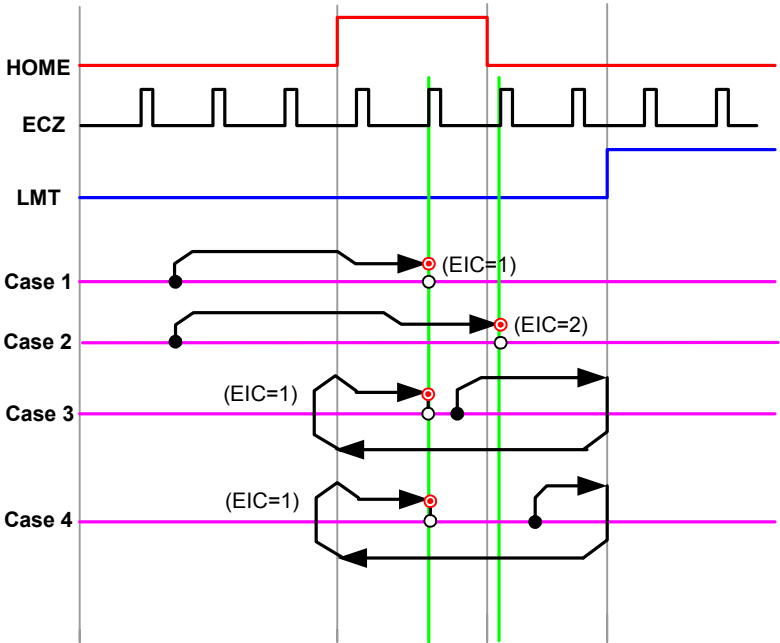 HOME
ECZ
LMT
Case 1 (EIC=1)
Case 2 (EIC=2)
(EIC=1)
Case 3
(EIC=1)
Case 4